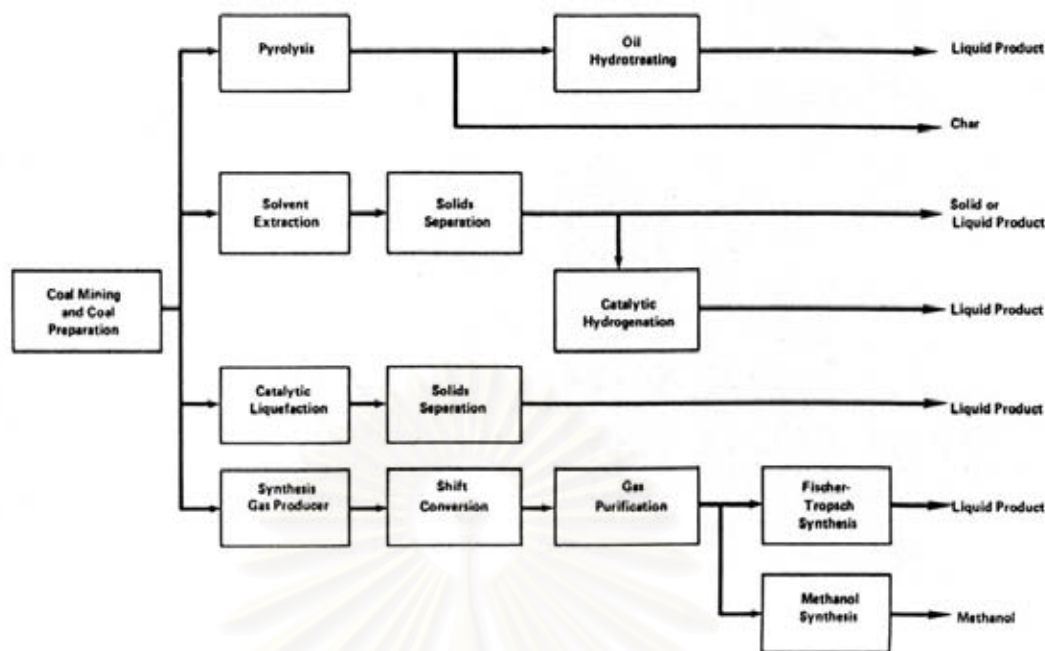 Pyrolysis
Oil
Hydrotreating
Liquid Product
Char
Solvent
Extraction
Solids
Separation
Solid or
Liquid Product
Coal Mining
and Coal
Preparation
Catalytic
Hydrogenation
Liquid Product
Catalytic
Liquefaction
Solids
Separation
Liquid Product
Synthesis
Gas Producer
Shift
Conversion
Gas
Purification
Fischer-
Tropsch
Synthesis
Liquid Product
Methanol
Synthesis
Methanol